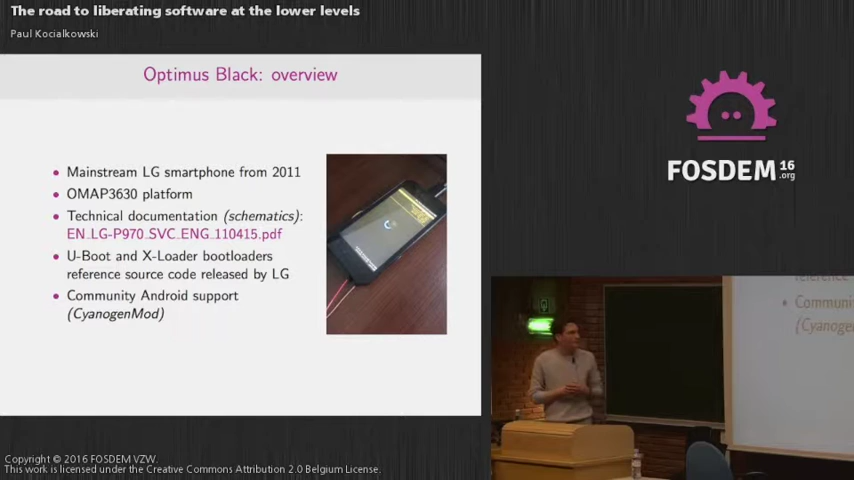 The road to liberating software at the lower levels
Paul Kocialkowski
Optimus Black: overview
Mainstream LG smartphone from 2011
OMAP3630 platform
Technical documentation (schematics):
EN_LG-P970_SVC_ENG_110415.pdf
U-Boot and X-Loader bootloaders
reference source code released by LG
Community Android support
(CyanogenMod)
FOSDEM 16
.org
reference
Communi
(Cyanogen
Copyright © 2016 FOSDEM VZW.
This work is licensed under the Creative Commons Attribution 2.0 Belgium License.